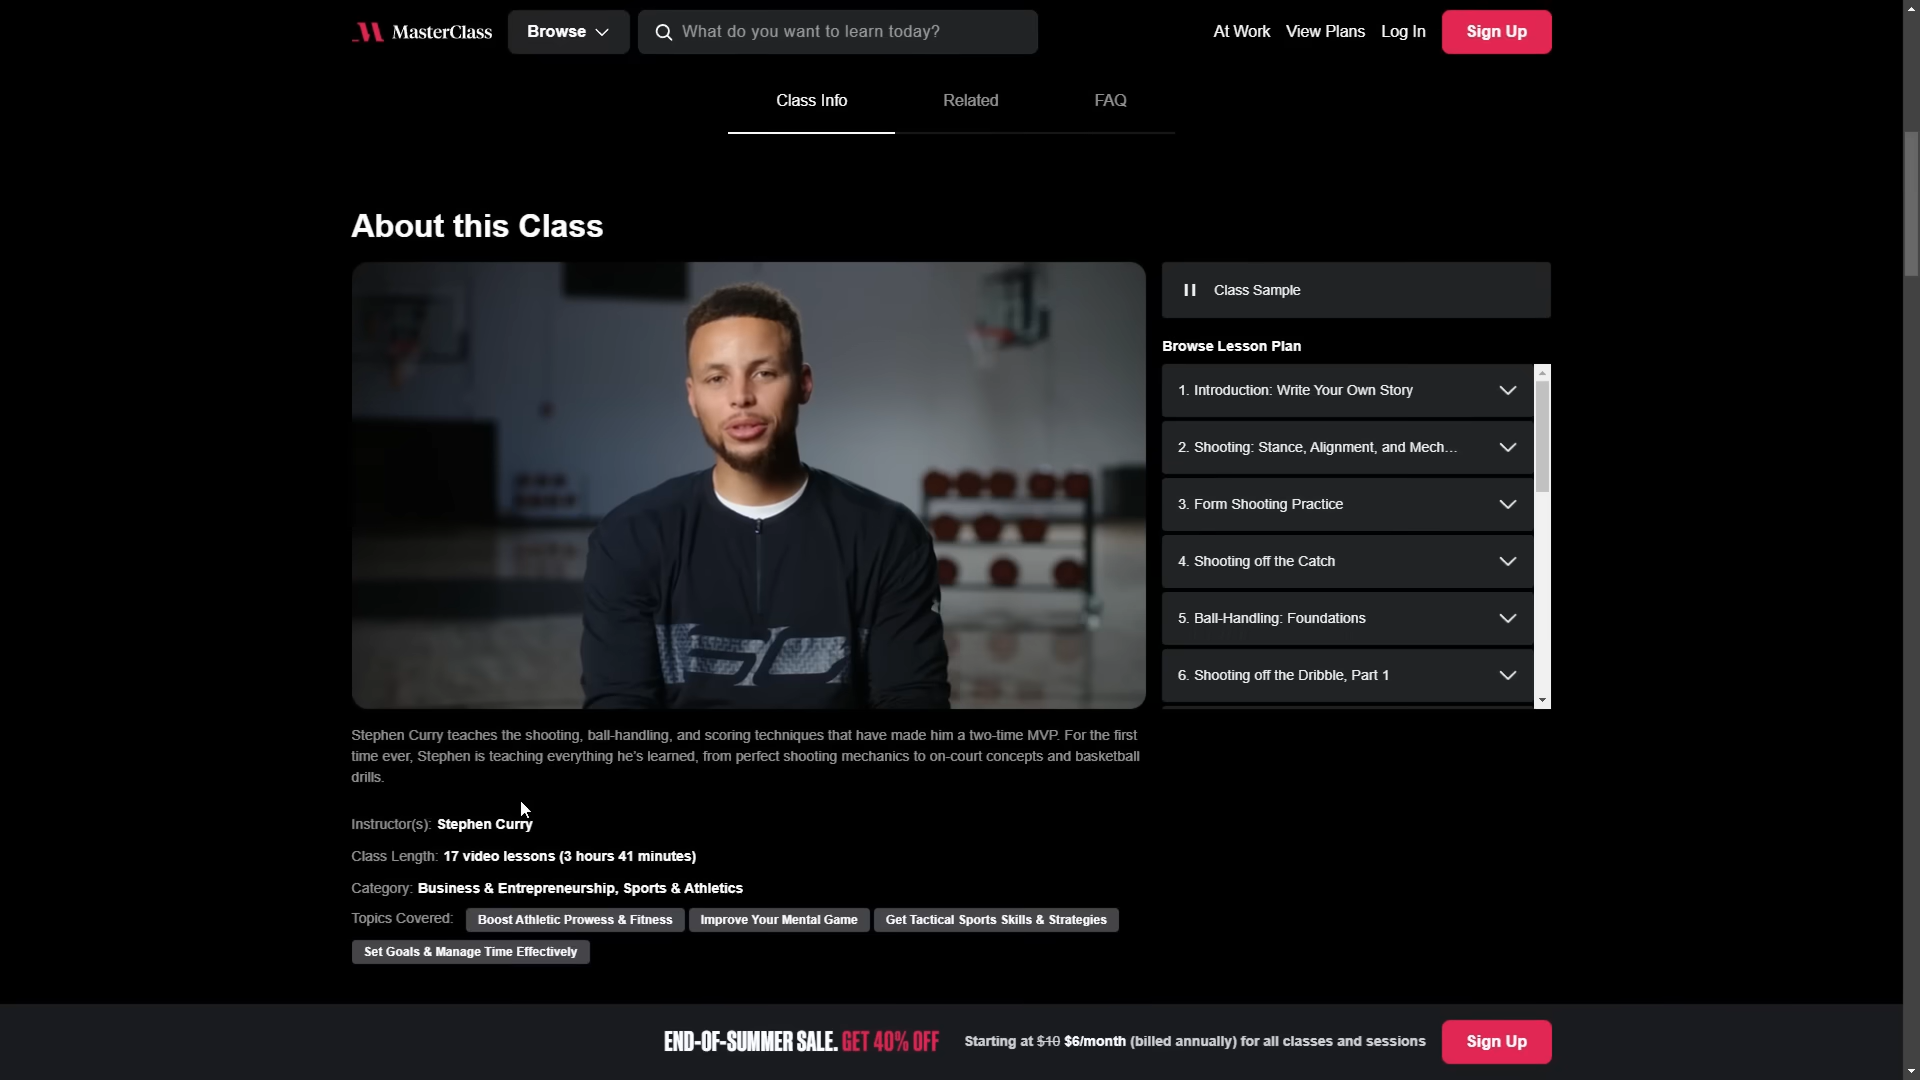 MasterClass
Browse
What do you want to learn today?
At Work
View Plans
Log In
Sign Up
Class Info
Related
FAQ
About this Class
Class Sample
Browse Lesson Plan
1. Introduction: Write Your Own Story
2. Shooting: Stance, Alignment, and Mech...
3. Form Shooting Practice
4. Shooting off the Catch
5. Ball-Handling: Foundations
6. Shooting off the Dribble, Part 1
Stephen Curry teaches the shooting, ball-handling, and scoring techniques that have made him a two-time MVP. For the first
time ever, Stephen is teaching everything he's learned, from perfect shooting mechanics to on-court concepts and basketball
drills.
Instructor(s): Stephen Curry
Class Length: 17 video lessons (3 hours 41 minutes)
Category: Business & Entrepreneurship, Sports & Athletics
Topics Covered: Boost Athletic Prowess & Fitness Improve Your Mental Game Get Tactical Sports Skills & Strategies
Set Goals & Manage Time Effectively
END-OF-SUMMER SALE. GET 40% OFF
Starting at $10 $6/month (billed annually) for all classes and sessions
Sign Up